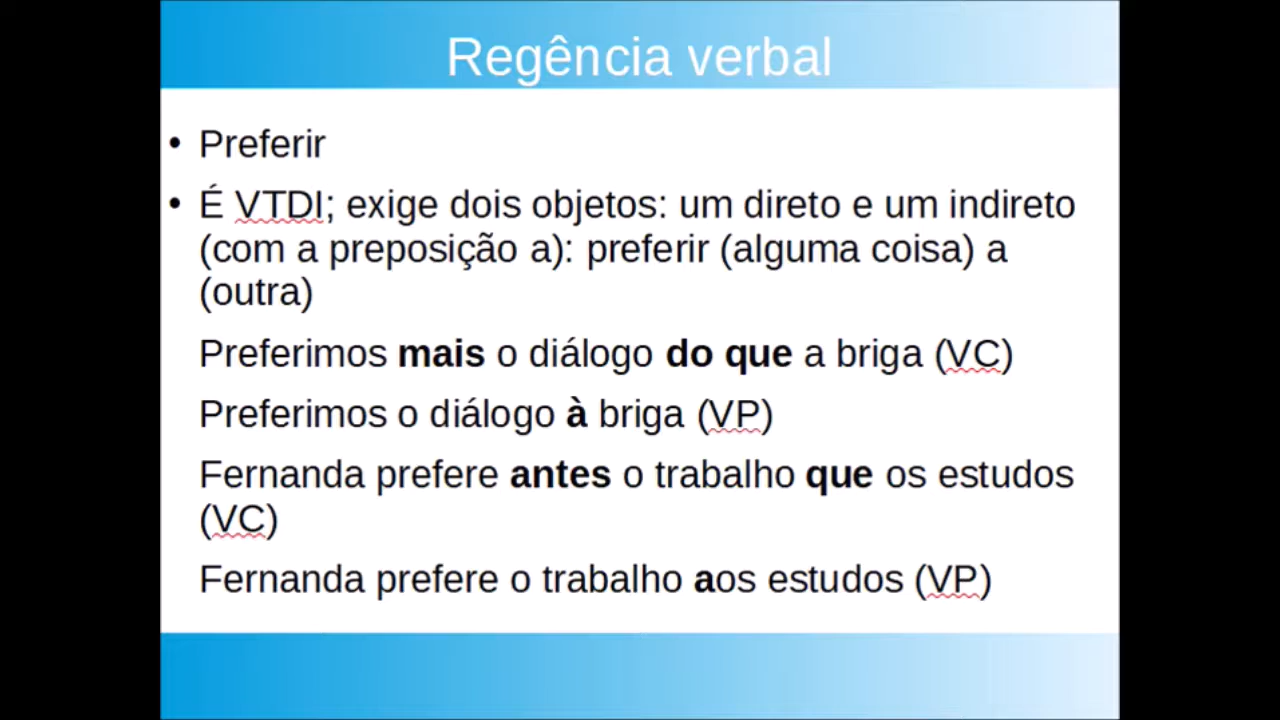 Regência verbal
• Preferir
• É VTDI; exige dois objetos: um direto e um indireto
(com a preposição a): preferir (alguma coisa) a
(outra)
Preferimos mais o diálogo do que a briga (VC)
Preferimos o diálogo à briga (VP)
Fernanda prefere antes o trabalho que os estudos
(VC)
Fernanda prefere o trabalho aos estudos (VP)